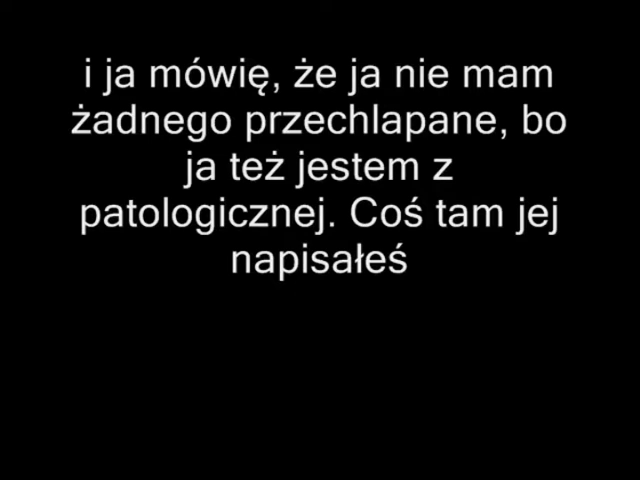 i ja mówię, że ja nie mam
żadnego przechlapane, bo
ja też jestem z
patologicznej. Coś tam jej
napisałeś